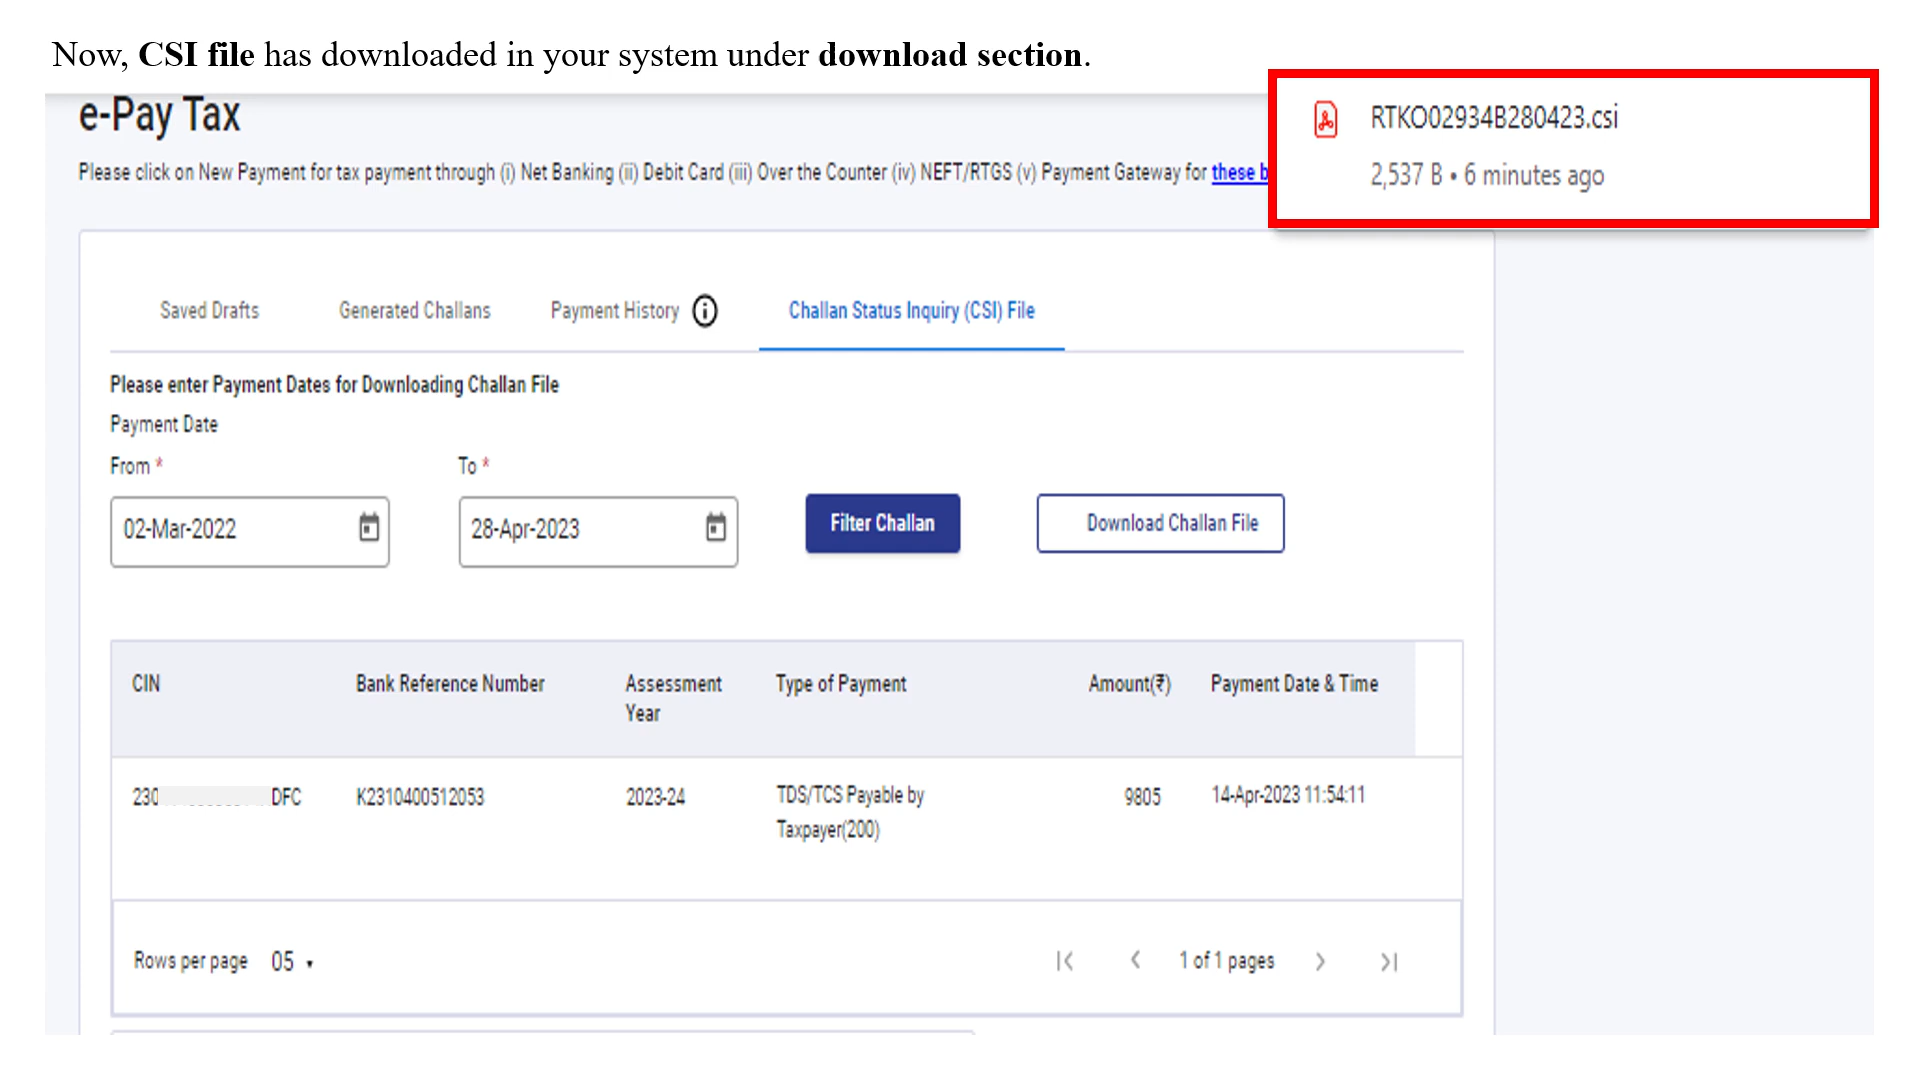 Now, CSI file has downloaded in your system under download section.
e-Pay Tax
RTKO02934B280423.csi
2,537 B • 6 minutes ago
Please click on New Payment for tax payment through (i) Net Banking (ii) Debit Card (iii) Over the Counter (iv) NEFT/RTGS (v) Payment Gateway for these b
Saved Drafts Generated Challans Payment History Challan Status Inquiry (CSI) File
Please enter Payment Dates for Downloading Challan File
Payment Date
From * To *
02-Mar-2022 28-Apr-2023 Filter Challan Download Challan File
CIN Bank Reference Number Assessment Year Type of Payment Amount(₹) Payment Date & Time
230 DFC K2310400512053 2023-24 TDS/TCS Payable by Taxpayer(200) 9805 14-Apr-2023 11:54:11
Rows per page 05 1 of 1 pages